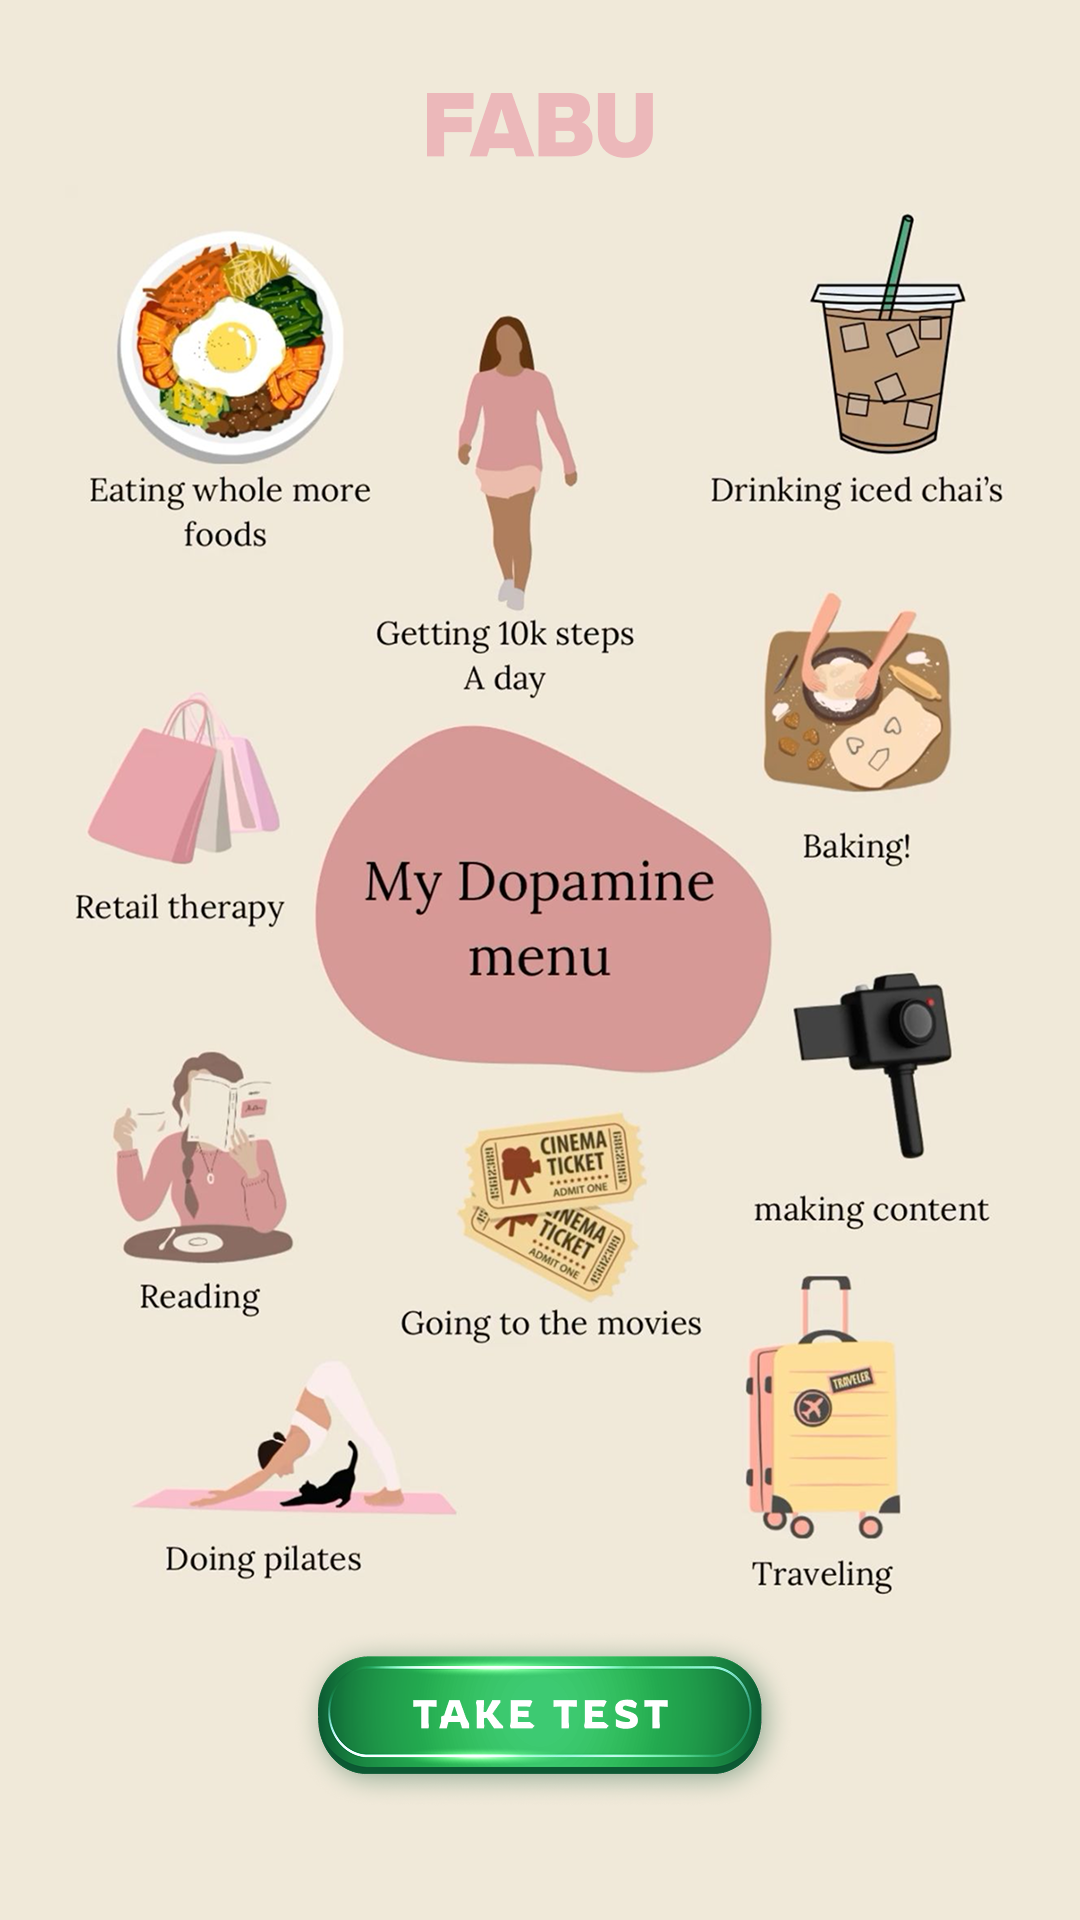 FABU
Eating whole more
foods
Getting 10k steps
A day
Drinking iced chai's
Retail therapy
My Dopamine
menu
Baking!
making content
Reading
CINEMA
TICKET
ADMIT ONE
CINEMA
TICKET
ADMIT ONE
Going to the movies
TRAVELER
Doing pilates
Traveling
TAKE TEST